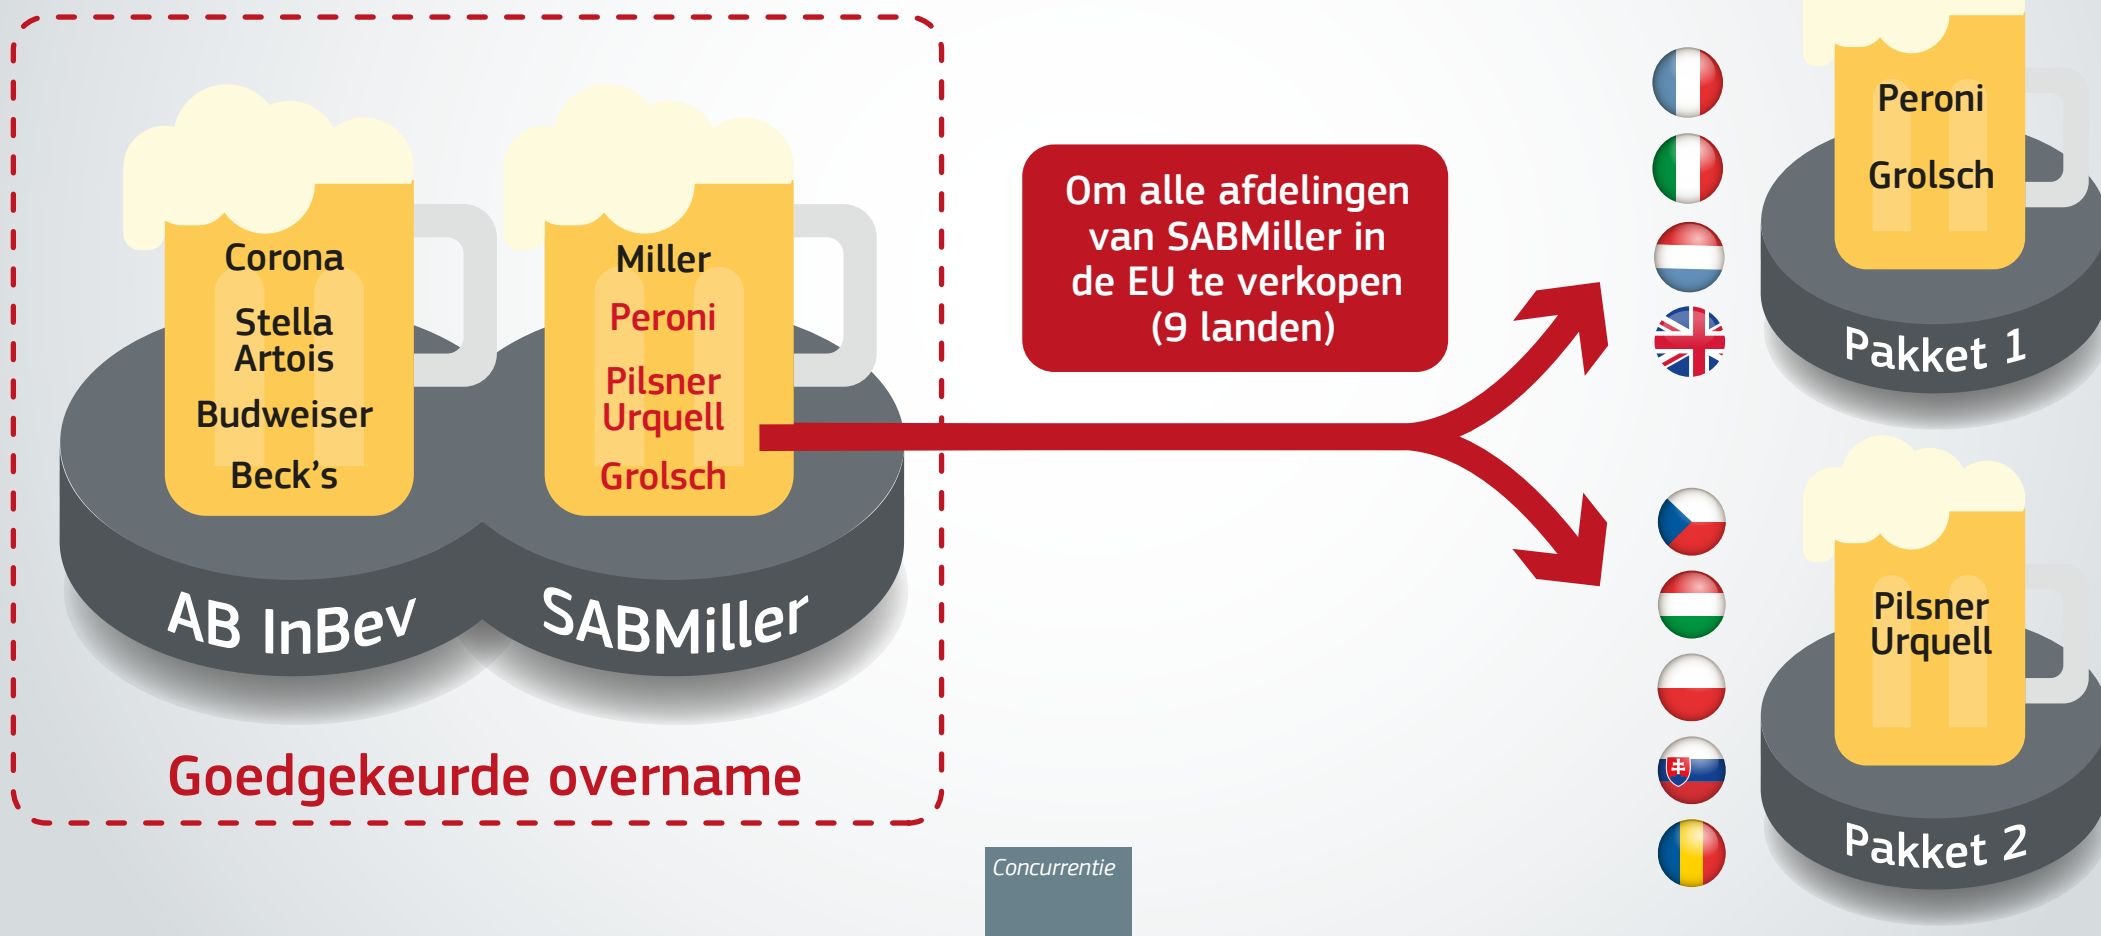 Corona
Stella
Artois
Budweiser
Beck's
AB InBev
Miller
Peroni
Pilsner
Urquell
Grolsch
SABMiller
Goedgekeurde overname
Om alle afdelingen
van SABMiller in
de EU te verkopen
(9 landen)
Peroni
Grolsch
Pakket 1
Pilsner
Urquell
Pakket 2
Concurrentie